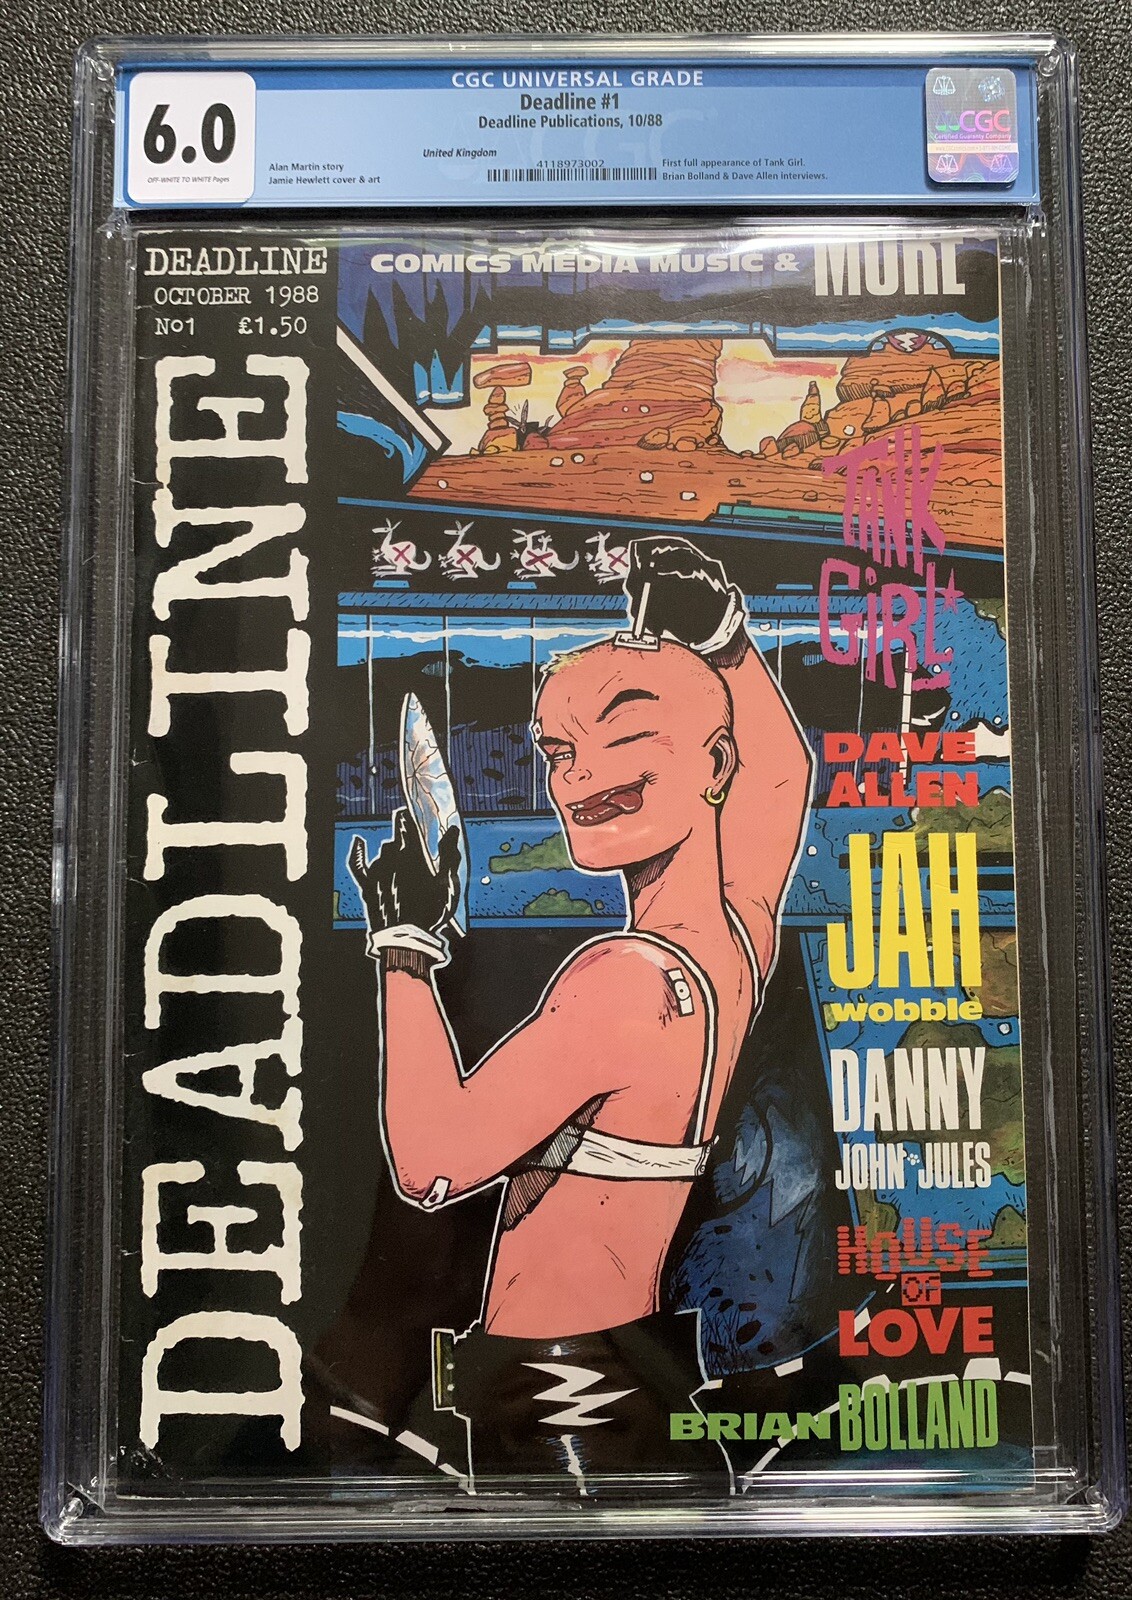 CGC UNIVERSAL GRADE
6.0
OFF-WHITE TO WHITE Pages
Deadline #1
Deadline Publications, 10/88
United Kingdom
4118973002
Alan Martin story
Jamie Hewlett cover & art
First full appearance of Tank Girl.
Brian Bolland & Dave Allen interviews.
CGC
Certified Guaranty Company
DEADLINE
OCTOBER 1988
No1 £1.50
DEADLINE
COMICS MEDIA MUSIC & MORE
TANK
GiRL
DAVE
ALLEN
JAH
wobble
DANNY
JOHN JULES
HOUSE
OF
LOVE
BRIAN BOLLAND